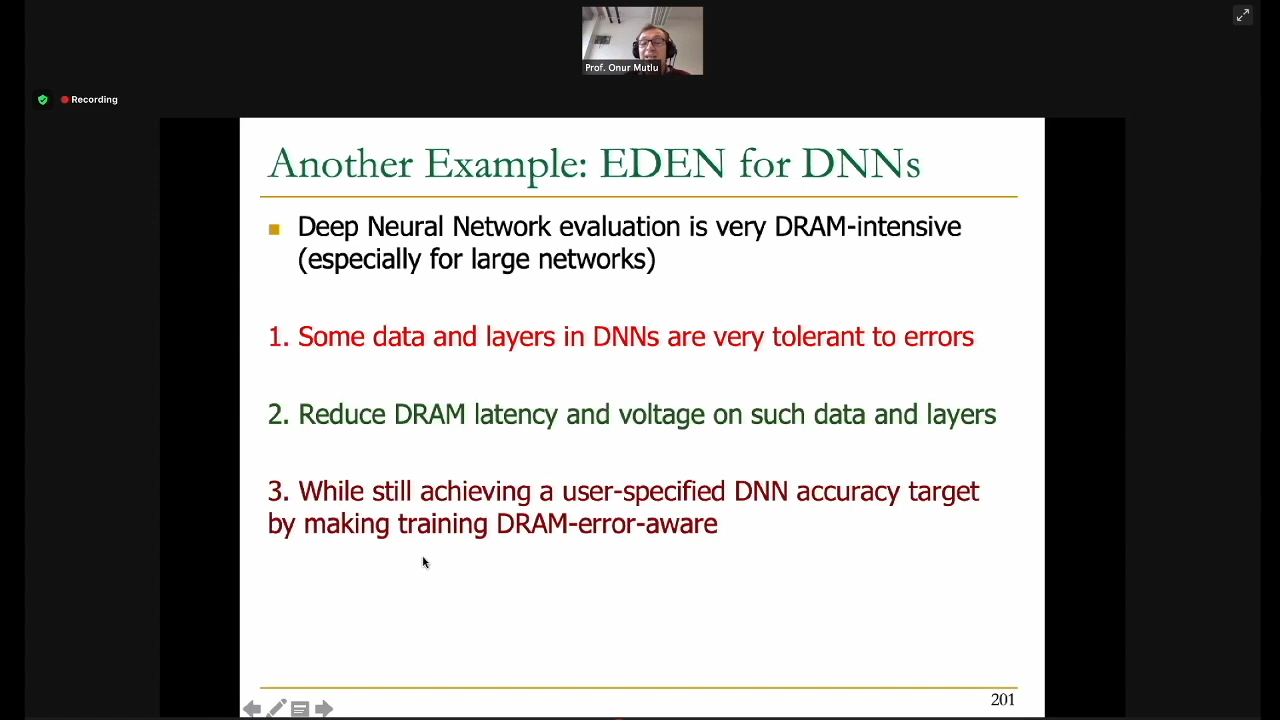 Prof. Onur Mutlu
Recording
Another Example: EDEN for DNNs
Deep Neural Network evaluation is very DRAM-intensive
(especially for large networks)
1. Some data and layers in DNNs are very tolerant to errors
2. Reduce DRAM latency and voltage on such data and layers
3. While still achieving a user-specified DNN accuracy target
by making training DRAM-error-aware
201